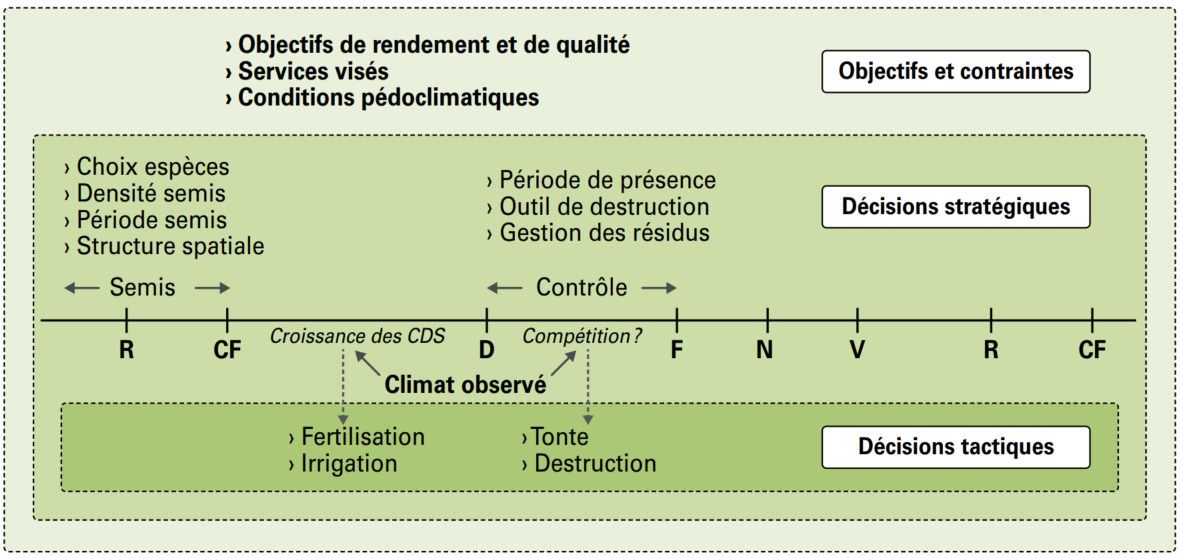 › Objectifs de rendement et de qualité
› Services visés
› Conditions pédoclimatiques
Objectifs et contraintes
› Choix espèces
› Densité semis
› Période semis
› Structure spatiale
› Période de présence
› Outil de destruction
› Gestion des résidus
Décisions stratégiques
Semis
Contrôle
Croissance des CDS
Compétition ?
R CF D F N V R CF
Climat observé
› Fertilisation
› Irrigation
› Tonte
› Destruction
Décisions tactiques